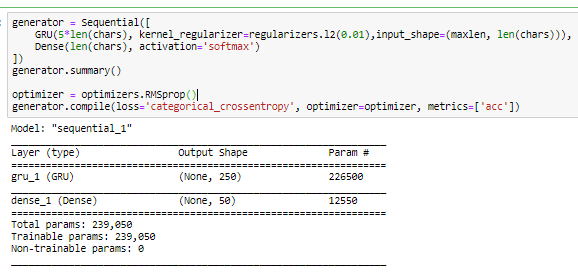 generator = Sequential([
    GRU(5*len(chars), kernel_regularizer=regularizers.l2(0.01),input_shape=(maxlen, len(chars))),
    Dense(len(chars), activation='softmax')
])
generator.summary()
optimizer = optimizers.RMSprop()
generator.compile(loss='categorical_crossentropy', optimizer=optimizer, metrics=['acc'])
Model: "sequential_1"
Layer (type) Output Shape Param #
gru_1 (GRU) (None, 250) 226500
dense_1 (Dense) (None, 50) 12550
Total params: 239,050
Trainable params: 239,050
Non-trainable params: 0